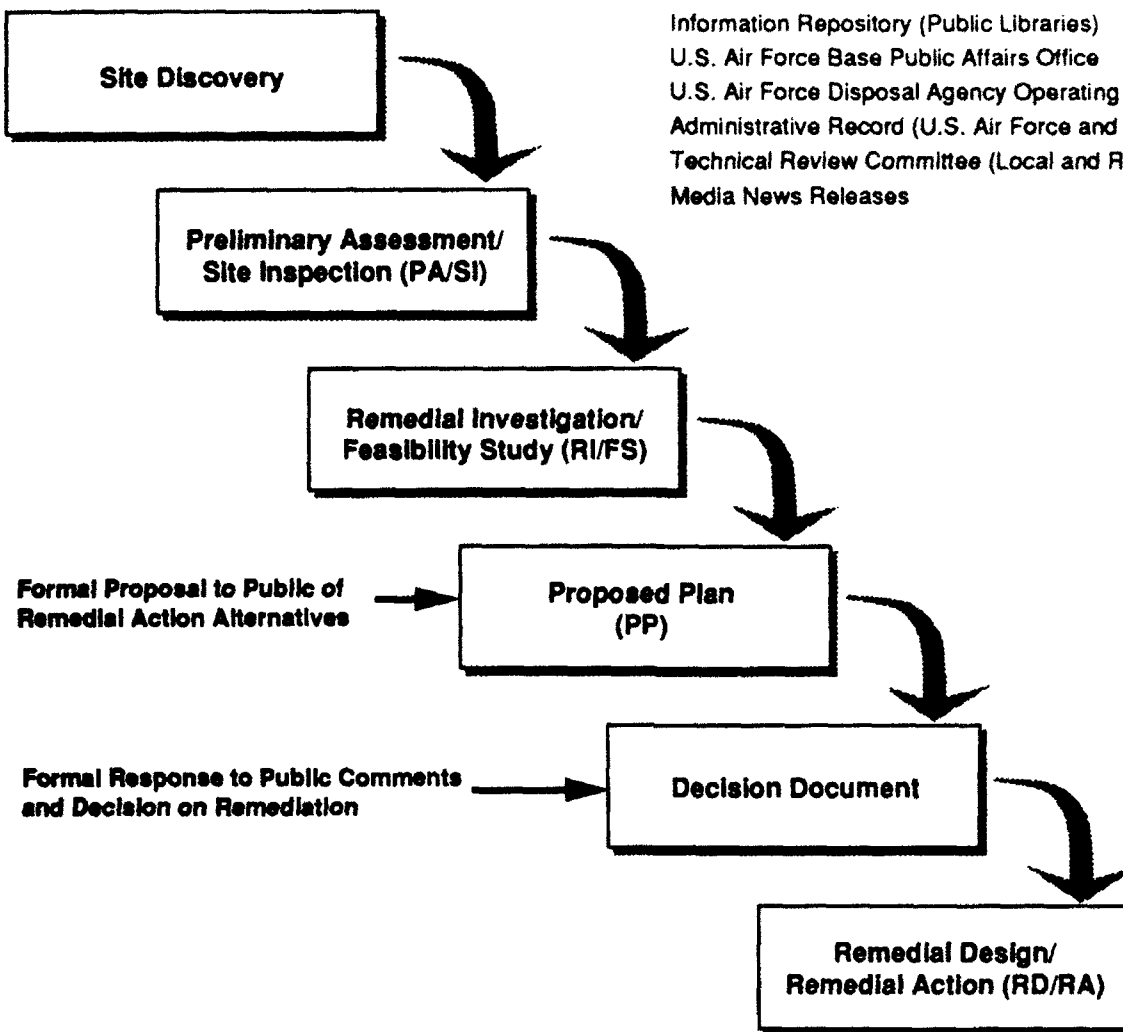 Information Repository (Public Libraries)
U.S. Air Force Base Public Affairs Office
U.S. Air Force Disposal Agency Operating
Administrative Record (U.S. Air Force and
Technical Review Committee (Local and R
Media News Releases
Site Discovery
Preliminary Assessment/
Site Inspection (PA/SI)
Remedial Investigation/
Feasibility Study (RI/FS)
Formal Proposal to Public of
Remedial Action Alternatives
Proposed Plan
(PP)
Formal Response to Public Comments
and Decision on Remediation
Decision Document
Remedial Design/
Remedial Action (RD/RA)